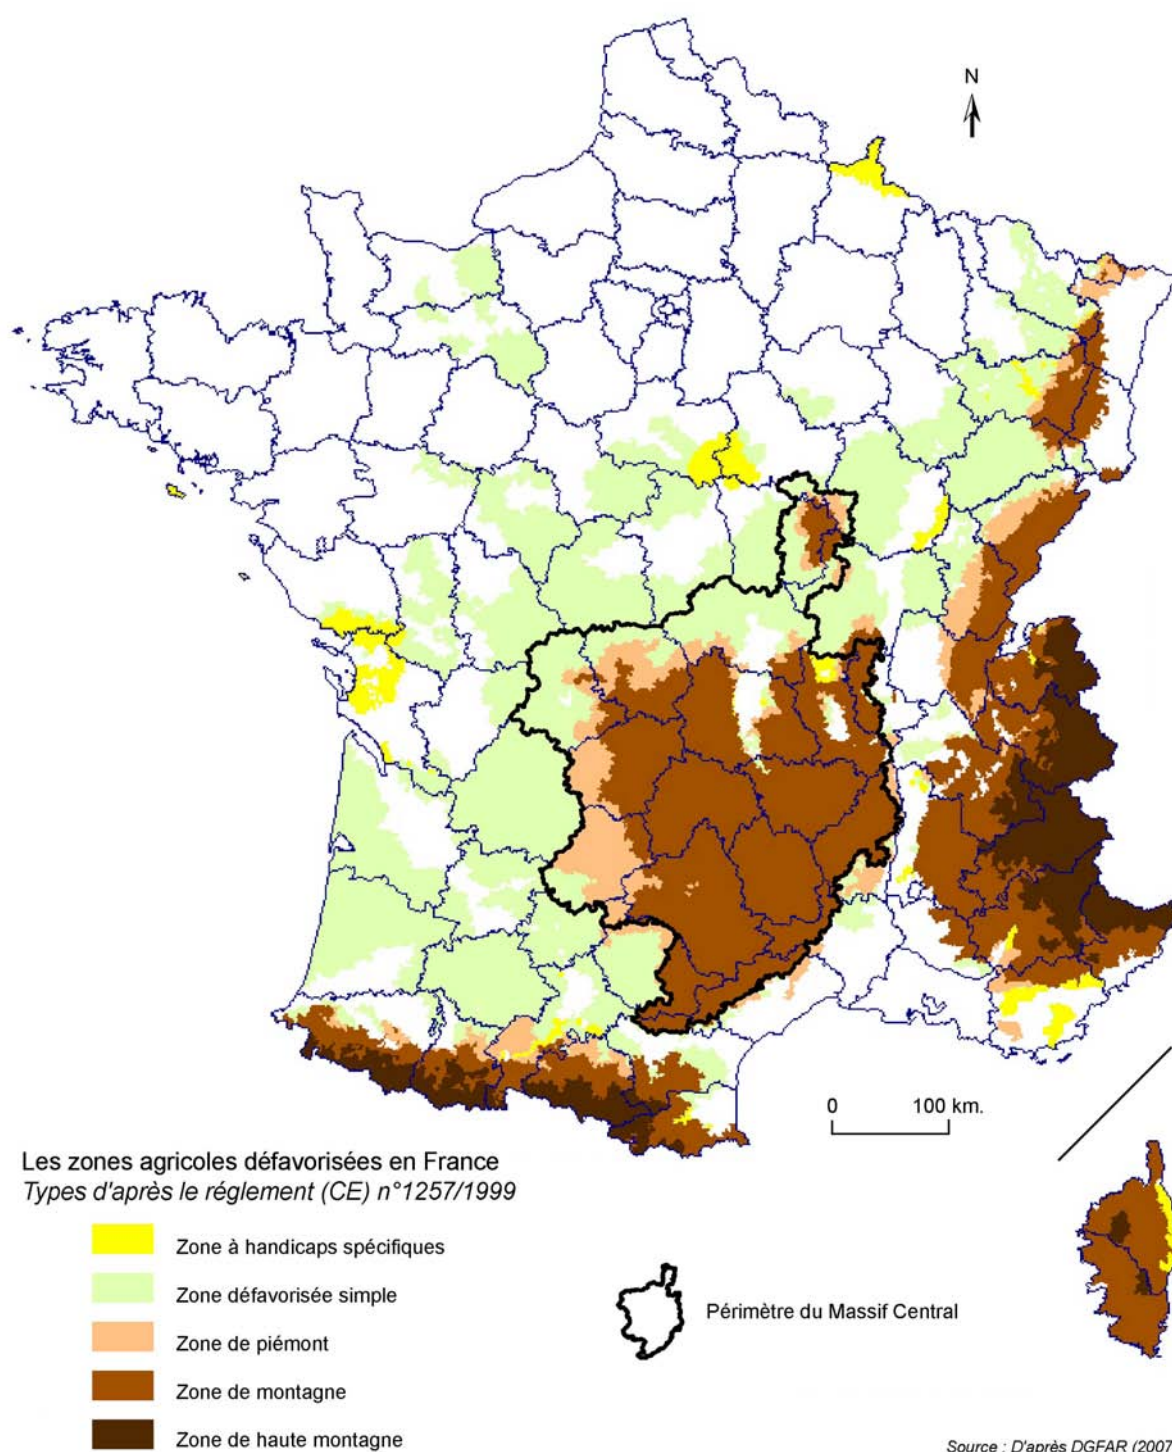 N
0 100 km.
Les zones agricoles défavorisées en France
Types d'après le réglement (CE) n°1257/1999
Zone à handicaps spécifiques
Zone défavorisée simple
Zone de piémont
Zone de montagne
Zone de haute montagne
Périmètre du Massif Central
Source : D'après DGFAR (2007